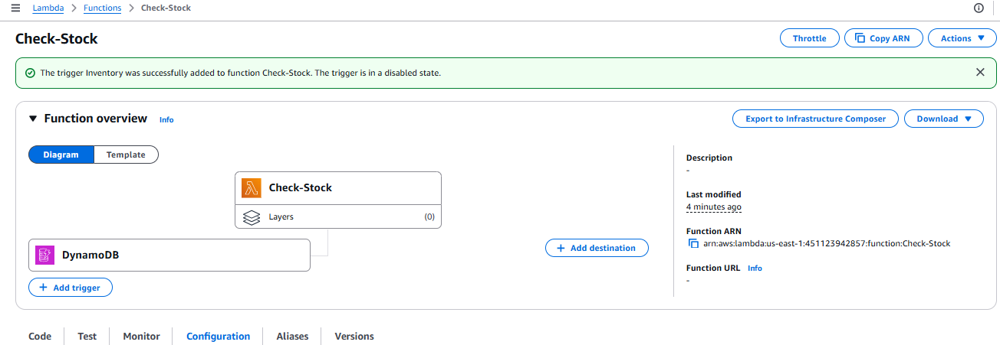 Lambda > Functions > Check-Stock
Check-Stock
Throttle Copy ARN Actions
The trigger Inventory was successfully added to function Check-Stock. The trigger is in a disabled state.
Function overview Info
Export to Infrastructure Composer Download
Diagram Template
Check-Stock
Layers (0)
DynamoDB
+ Add trigger
+ Add destination
Description
-
Last modified
4 minutes ago
Function ARN
arn:aws:lambda:us-east-1:451123942857:function:Check-Stock
Function URL Info
-
Code Test Monitor Configuration Aliases Versions